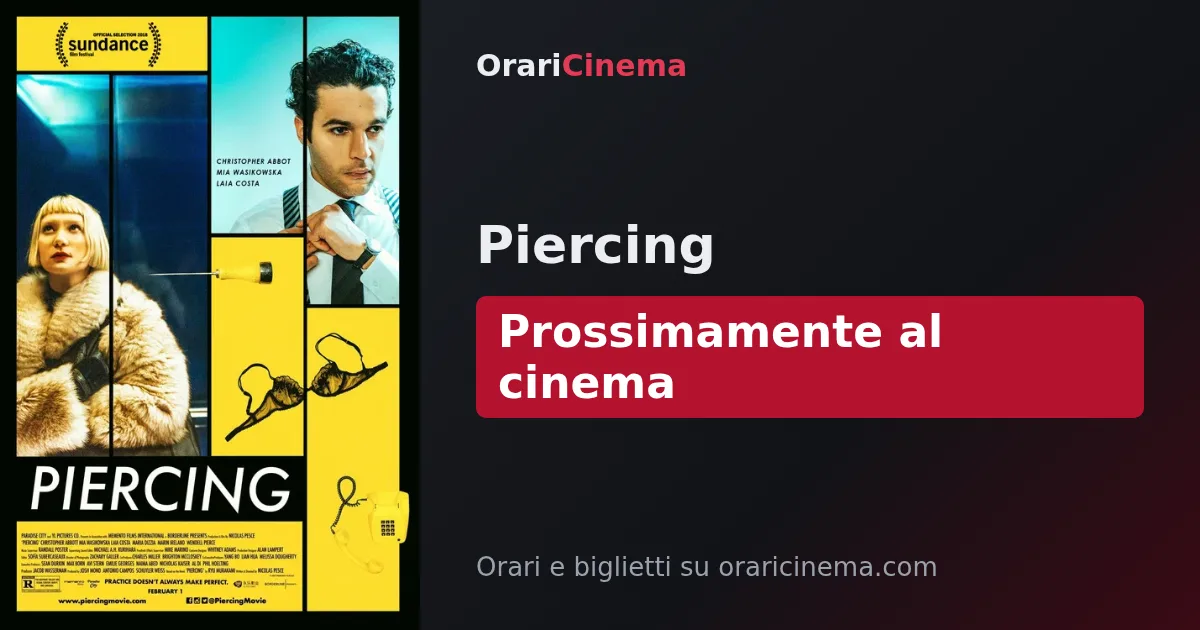 OFFICIAL SELECTION 2018
sundance
film festival
CHRISTOPHER ABBOT
MIA WASIKOWSKA
LAIA COSTA
PIERCING
PRACTICE DOESN'T ALWAYS MAKE PERFECT.
FEBRUARY 1
www.piercingmovie.com
@PiercingMovie
OrariCinema
Piercing
Prossimamente al
cinema
Orari e biglietti su oraricinema.com